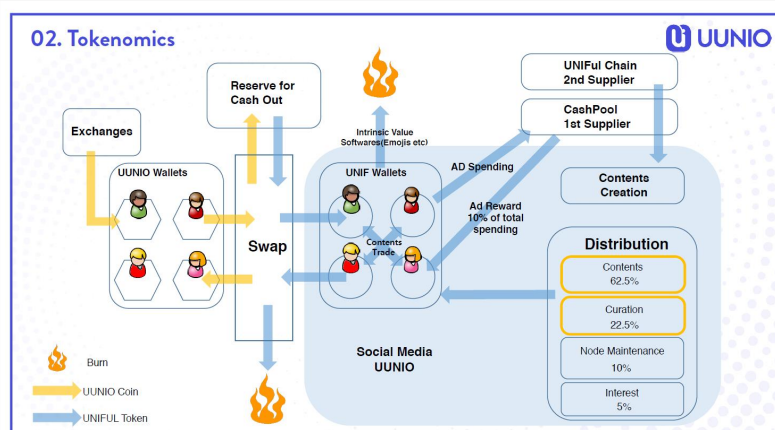 02. Tokenomics
UUNIO
Reserve for
Cash Out
UNIFul Chain
2nd Supplier
CashPool
1st Supplier
Exchanges
Intrinsic Value
Softwares(Emojis etc)
UUNIO Wallets
UNIF Wallets
AD Spending
Contents
Creation
Ad Reward
10% of total
spending
Swap
Contents
Trade
Distribution
Contents
62.5%
Curation
22.5%
Node Maintenance
10%
Interest
5%
Social Media
UUNIO
Burn
UUNIO Coin
UNIFUL Token